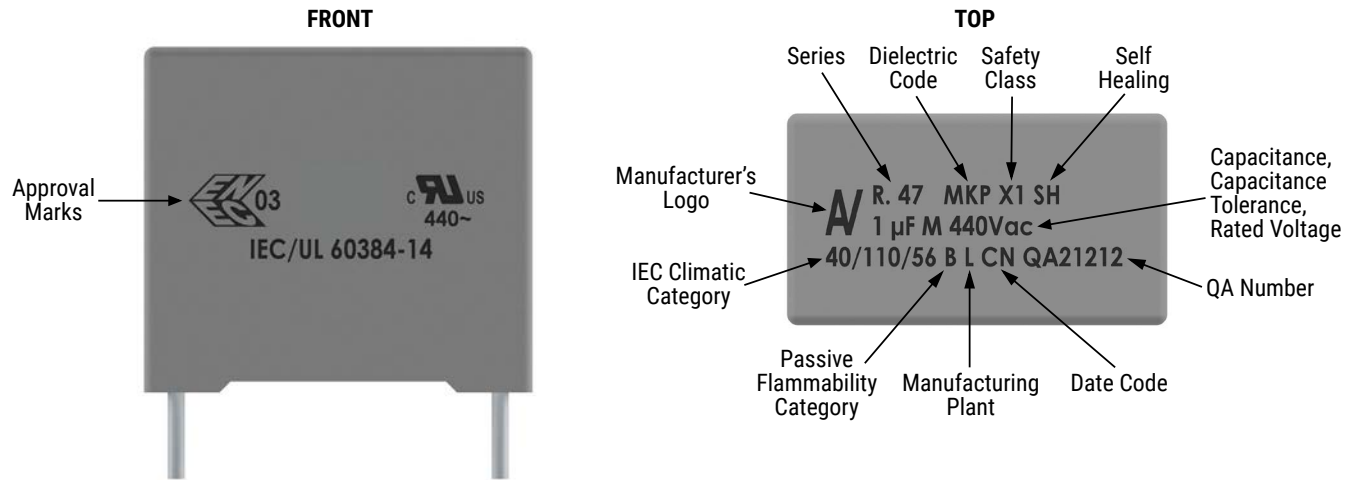 FRONT
Approval
Marks
EN
EC
03
c RU US
440~
IEC/UL 60384-14
TOP
Series
Dielectric
Code
Safety
Class
Self
Healing
Manufacturer's
Logo
R. 47 MKP X1 SH
1 µF M 440Vac
40/110/56 B L CN QA21212
Capacitance,
Capacitance
Tolerance,
Rated Voltage
IEC Climatic
Category
QA Number
Passive
Flammability
Category
Manufacturing
Plant
Date Code